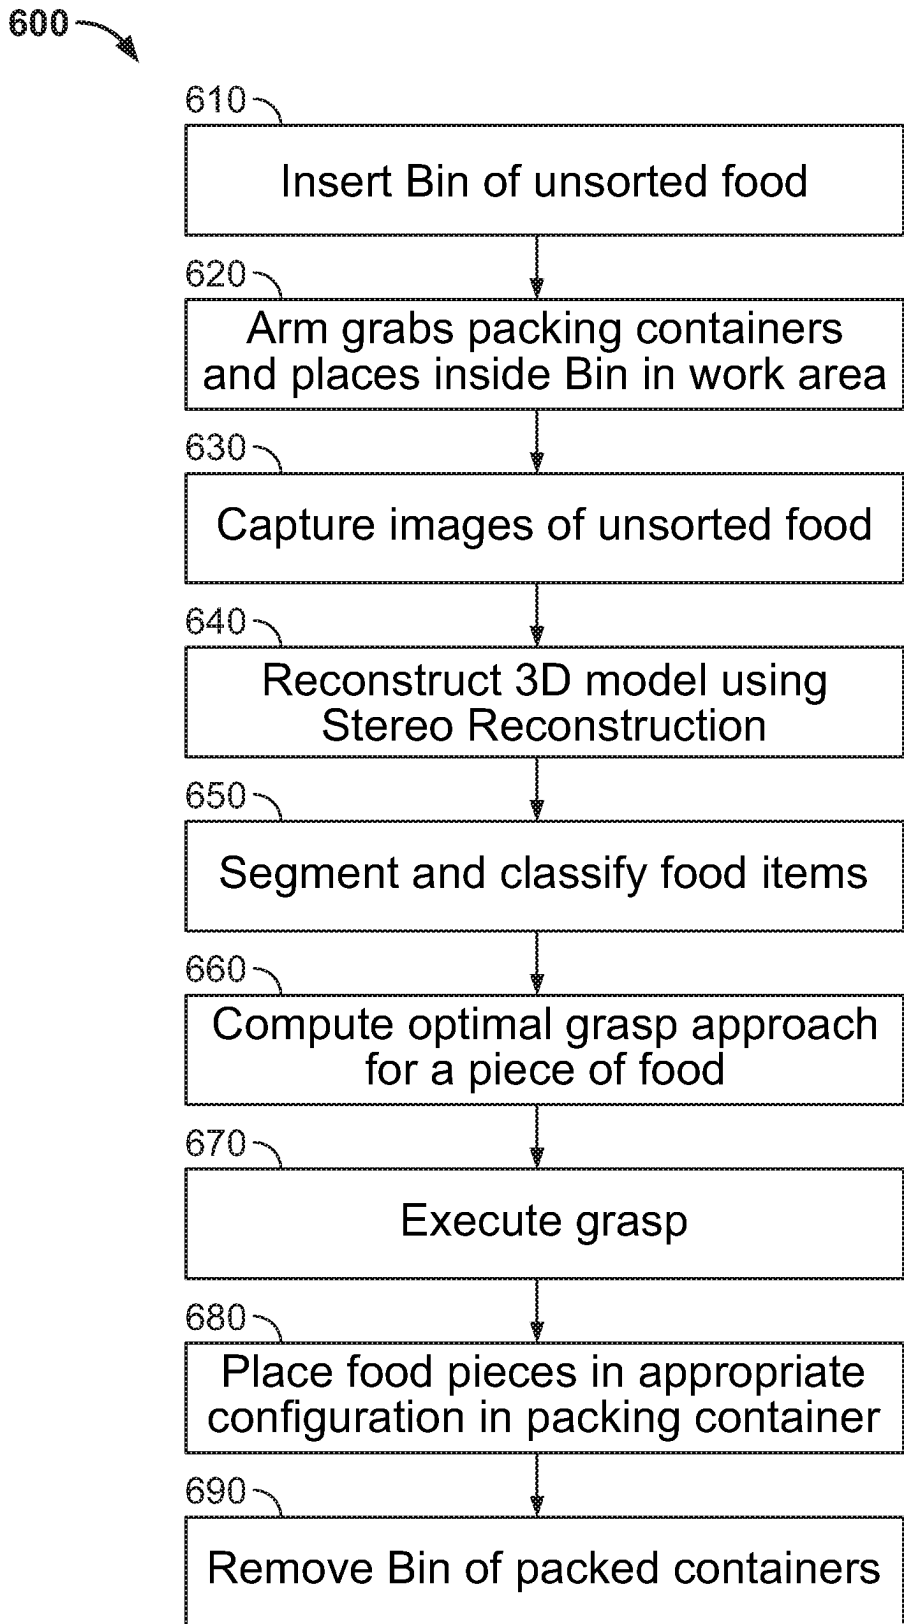 600
610
Insert Bin of unsorted food
620
Arm grabs packing containers
and places inside Bin in work area
630
Capture images of unsorted food
640
Reconstruct 3D model using
Stereo Reconstruction
650
Segment and classify food items
660
Compute optimal grasp approach
for a piece of food
670
Execute grasp
680
Place food pieces in appropriate
configuration in packing container
690
Remove Bin of packed containers